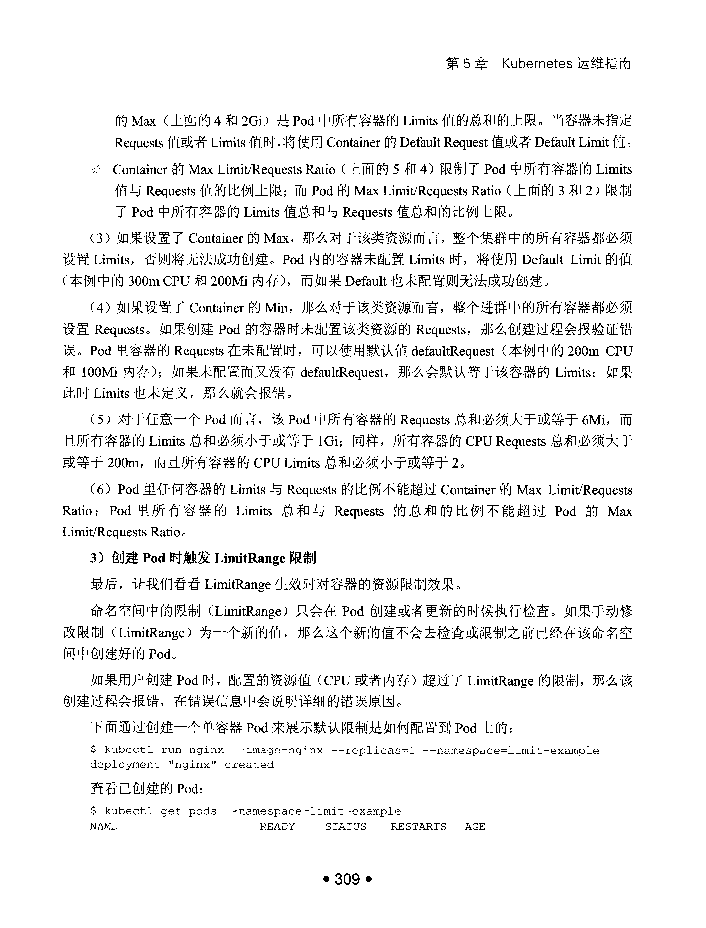 第 5 章 Kubernetes 运维指南
的 Max（上面的 4 和 2Gi）是 Pod 中所有容器的 Limits 值的总和的上限。当容器未指定
Requests 值或者 Limits 值时，将使用 Container 的 Default Request 值或者 Default Limit 值；
☆ Container 的 Max Limit/Requests Ratio（上面的 5 和 4）限制了 Pod 中所有容器的 Limits
值与 Requests 值的比例上限；而 Pod 的 Max Limit/Requests Ratio（上面的 3 和 2）限制
了 Pod 中所有容器的 Limits 值总和与 Requests 值总和的比例上限。
（3）如果设置了 Container 的 Max，那么对于该类资源而言，整个集群中的所有容器都必须
设置 Limits，否则将无法成功创建。Pod 内的容器未配置 Limits 时，将使用 Default Limit 的值
（本例中的 300m CPU 和 200Mi 内存），而如果 Default 也未配置则无法成功创建。
（4）如果设置了 Container 的 Min，那么对于该类资源而言，整个进群中的所有容器都必须
设置 Requests。如果创建 Pod 的容器时未配置该类资源的 Requests，那么创建过程会报验证错
误。Pod 里容器的 Requests 在未配置时，可以使用默认值 defaultRequest（本例中的 200m CPU
和 100Mi 内存）；如果未配置而又没有 defaultRequest，那么会默认等于该容器的 Limits；如果
此时 Limits 也未定义，那么就会报错。
（5）对于任意一个 Pod 而言，该 Pod 中所有容器的 Requests 总和必须大于或等于 6Mi，而
且所有容器的 Limits 总和必须小于或等于 1Gi；同样，所有容器的 CPU Requests 总和必须大于
或等于 200m，而且所有容器的 CPU Limits 总和必须小于或等于 2。
（6）Pod 里任何容器的 Limits 与 Requests 的比例不能超过 Container 的 Max Limit/Requests
Ratio；Pod 里所有容器的 Limits 总和与 Requests 的总和的比例不能超过 Pod 的 Max
Limit/Requests Ratio。
3）创建 Pod 时触发 LimitRange 限制
最后，让我们看看 LimitRange 生效时对容器的资源限制效果。
命名空间中的限制（LimitRange）只会在 Pod 创建或者更新的时候执行检查。如果手动修
改限制（LimitRange）为一个新的值，那么这个新的值不会去检查或限制之前已经在该命名空
间中创建好的 Pod。
如果用户创建 Pod 时，配置的资源值（CPU 或者内存）超过了 LimitRange 的限制，那么该
创建过程会报错，在错误信息中会说明详细的错误原因。
下面通过创建一个单容器 Pod 来展示默认限制是如何配置到 Pod 上的：
$ kubectl run nginx --image=nginx --replicas=1 --namespace=limit-example
deployment "nginx" created
查看已创建的 Pod：
$ kubectl get pods --namespace=limit-example
NAME READY STATUS RESTARTS AGE
• 309 •